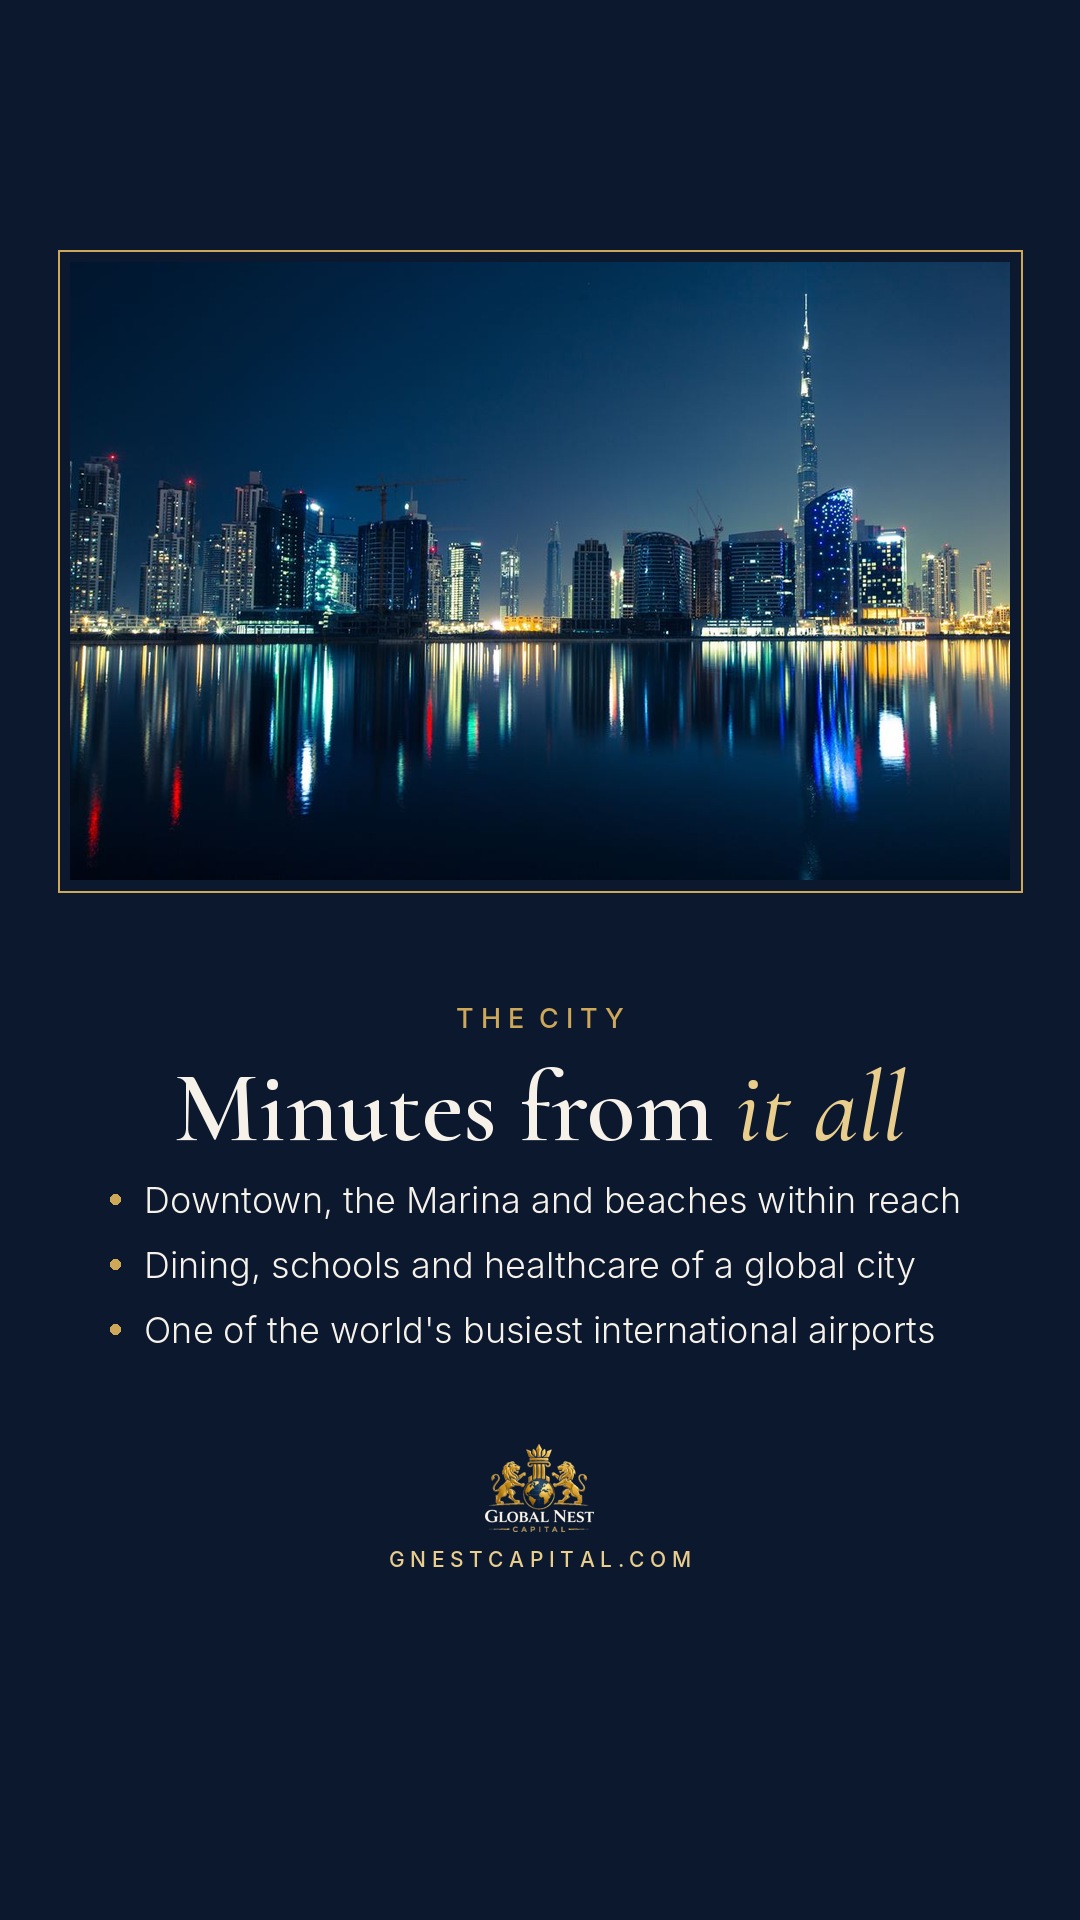 THE CITY
Minutes from it all
• Downtown, the Marina and beaches within reach
• Dining, schools and healthcare of a global city
• One of the world's busiest international airports
GLOBAL NEST
CAPITAL
GNESTCAPITAL.COM